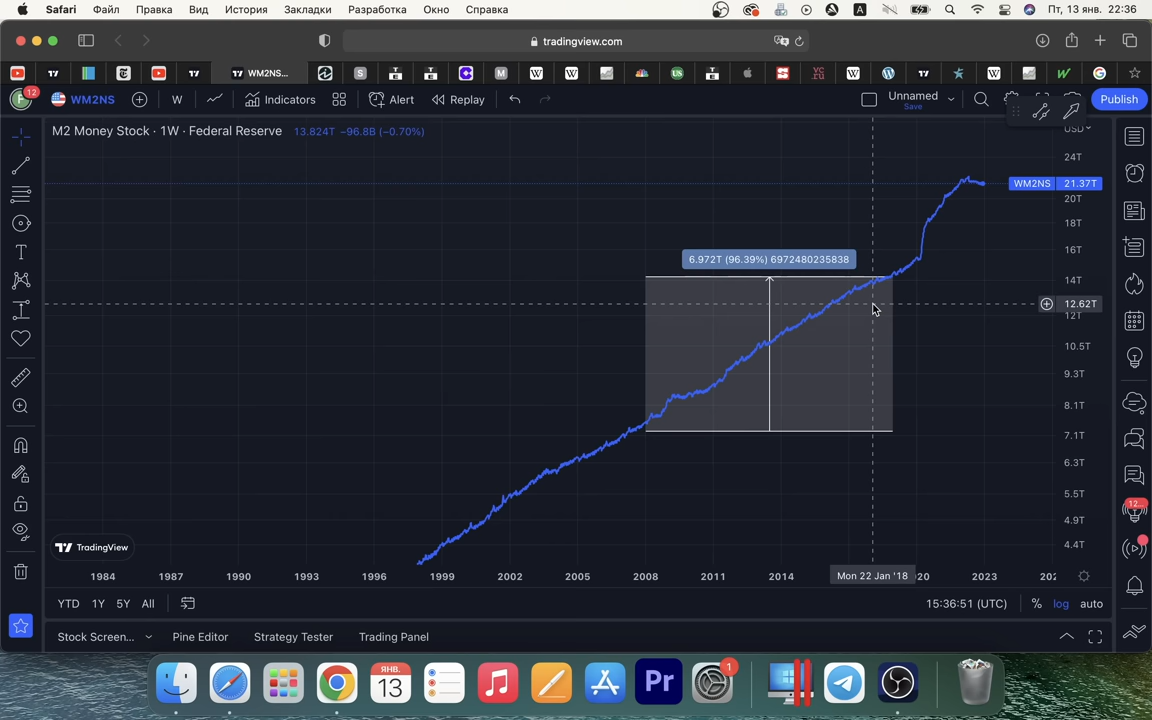 Safari Файл Правка Вид История Закладки Разработка Окно Справка A Пт, 13 янв. 22:36
tradingview.com
WM2NS...
12 WM2NS W Indicators Alert Replay Unnamed Save Publish
M2 Money Stock · 1W · Federal Reserve 13.824T −96.8B (−0.70%)
USD
24T
WM2NS 21.37T
20T
18T
16T
6.972T (96.39%) 6972480235838
14T
12.62T
12T
10.5T
9.3T
8.1T
7.1T
6.3T
5.5T
12...
4.9T
4.4T
TradingView
1984 1987 1990 1993 1996 1999 2002 2005 2008 2011 2014 Mon 22 Jan '18 20 2023 202
YTD 1Y 5Y All 15:36:51 (UTC) % log auto
Stock Screen... Pine Editor Strategy Tester Trading Panel
ЯНВ. 13 Pr 1